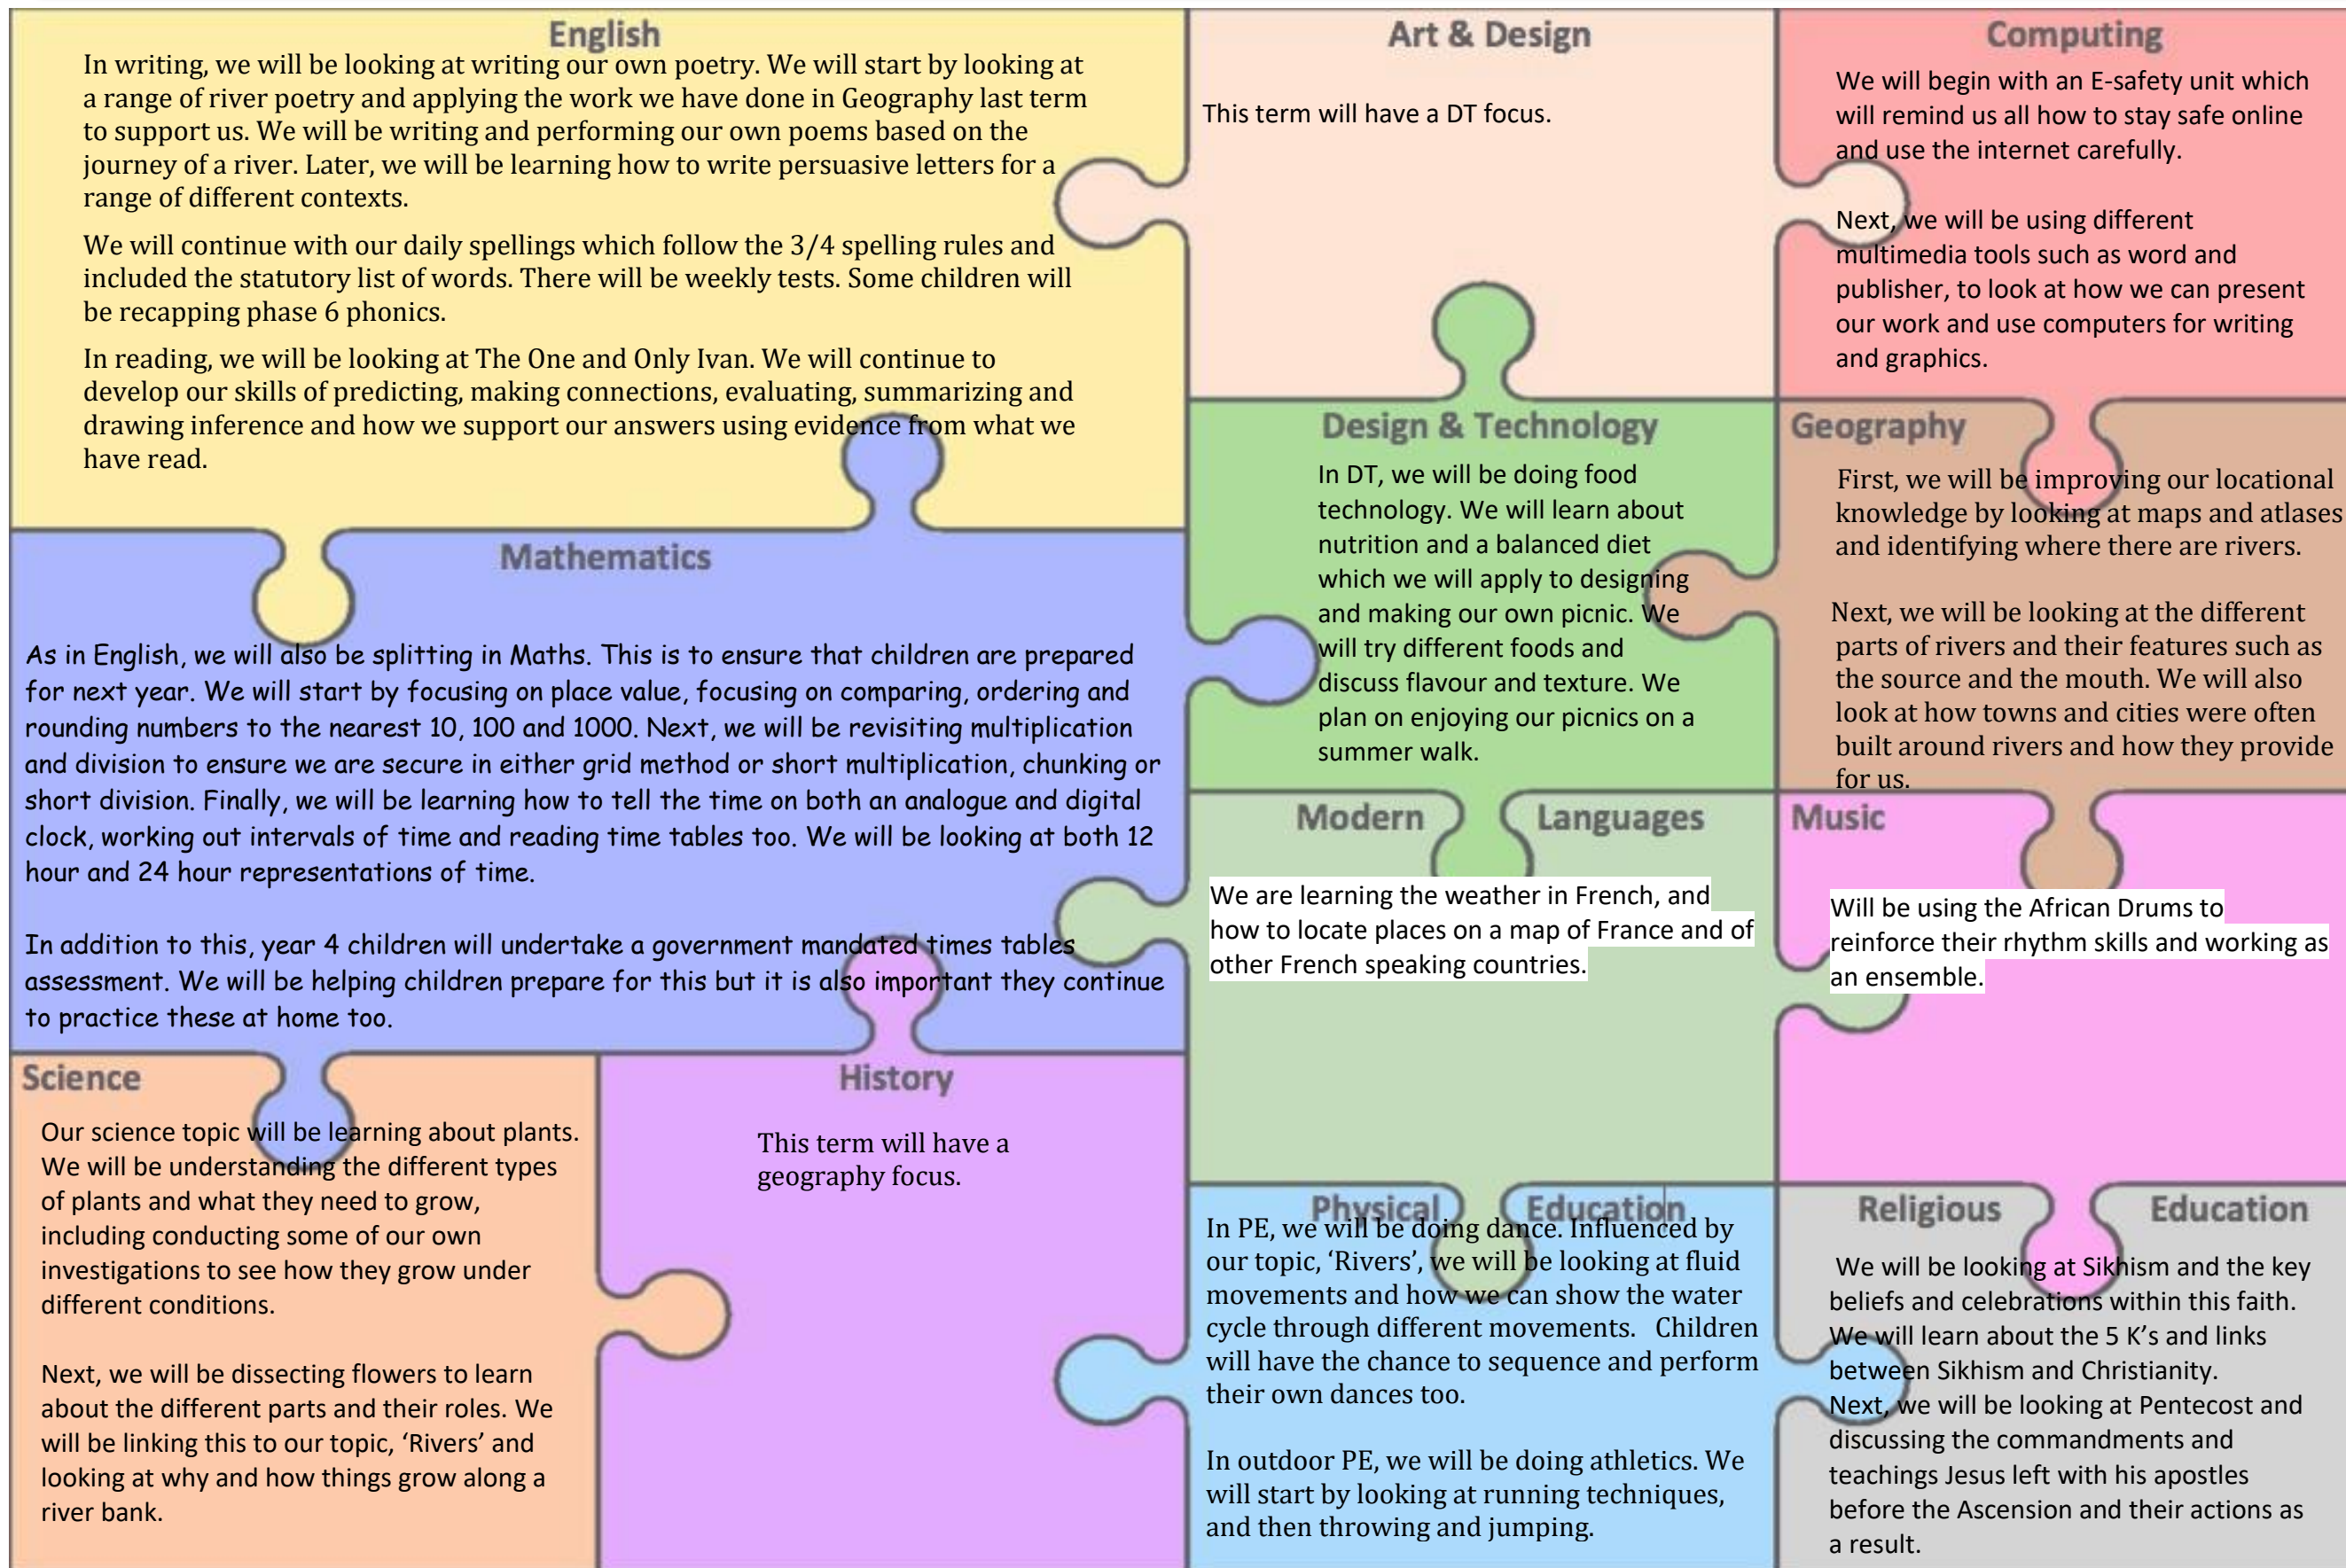 English
In writing, we will be looking at writing our own poetry. We will start by looking at
a range of river poetry and applying the work we have done in Geography last term
to support us. We will be writing and performing our own poems based on the
journey of a river. Later, we will be learning how to write persuasive letters for a
range of different contexts.
We will continue with our daily spellings which follow the 3/4 spelling rules and
included the statutory list of words. There will be weekly tests. Some children will
be recapping phase 6 phonics.
In reading, we will be looking at The One and Only Ivan. We will continue to
develop our skills of predicting, making connections, evaluating, summarizing and
drawing inference and how we support our answers using evidence from what we
have read.
Art & Design
This term will have a DT focus.
Computing
We will begin with an E-safety unit which
will remind us all how to stay safe online
and use the internet carefully.
Next, we will be using different
multimedia tools such as word and
publisher, to look at how we can present
our work and use computers for writing
and graphics.
Mathematics
As in English, we will also be splitting in Maths. This is to ensure that children are prepared
for next year. We will start by focusing on place value, focusing on comparing, ordering and
rounding numbers to the nearest 10, 100 and 1000. Next, we will be revisiting multiplication
and division to ensure we are secure in either grid method or short multiplication, chunking or
short division. Finally, we will be learning how to tell the time on both an analogue and digital
clock, working out intervals of time and reading time tables too. We will be looking at both 12
hour and 24 hour representations of time.
In addition to this, year 4 children will undertake a government mandated times tables
assessment. We will be helping children prepare for this but it is also important they continue
to practice these at home too.
Design & Technology
In DT, we will be doing food
technology. We will learn about
nutrition and a balanced diet
which we will apply to designing
and making our own picnic. We
will try different foods and
discuss flavour and texture. We
plan on enjoying our picnics on a
summer walk.
Geography
First, we will be improving our locational
knowledge by looking at maps and atlases
and identifying where there are rivers.
Next, we will be looking at the different
parts of rivers and their features such as
the source and the mouth. We will also
look at how towns and cities were often
built around rivers and how they provide
for us.
Modern Languages
We are learning the weather in French, and
how to locate places on a map of France and of
other French speaking countries.
Music
Will be using the African Drums to
reinforce their rhythm skills and working as
an ensemble.
Science
Our science topic will be learning about plants.
We will be understanding the different types
of plants and what they need to grow,
including conducting some of our own
investigations to see how they grow under
different conditions.
Next, we will be dissecting flowers to learn
about the different parts and their roles. We
will be linking this to our topic, ‘Rivers’ and
looking at why and how things grow along a
river bank.
History
This term will have a
geography focus.
Physical Education
In PE, we will be doing dance. Influenced by
our topic, ‘Rivers’, we will be looking at fluid
movements and how we can show the water
cycle through different movements. Children
will have the chance to sequence and perform
their own dances too.
In outdoor PE, we will be doing athletics. We
will start by looking at running techniques,
and then throwing and jumping.
Religious Education
We will be looking at Sikhism and the key
beliefs and celebrations within this faith.
We will learn about the 5 K’s and links
between Sikhism and Christianity.
Next, we will be looking at Pentecost and
discussing the commandments and
teachings Jesus left with his apostles
before the Ascension and their actions as
a result.